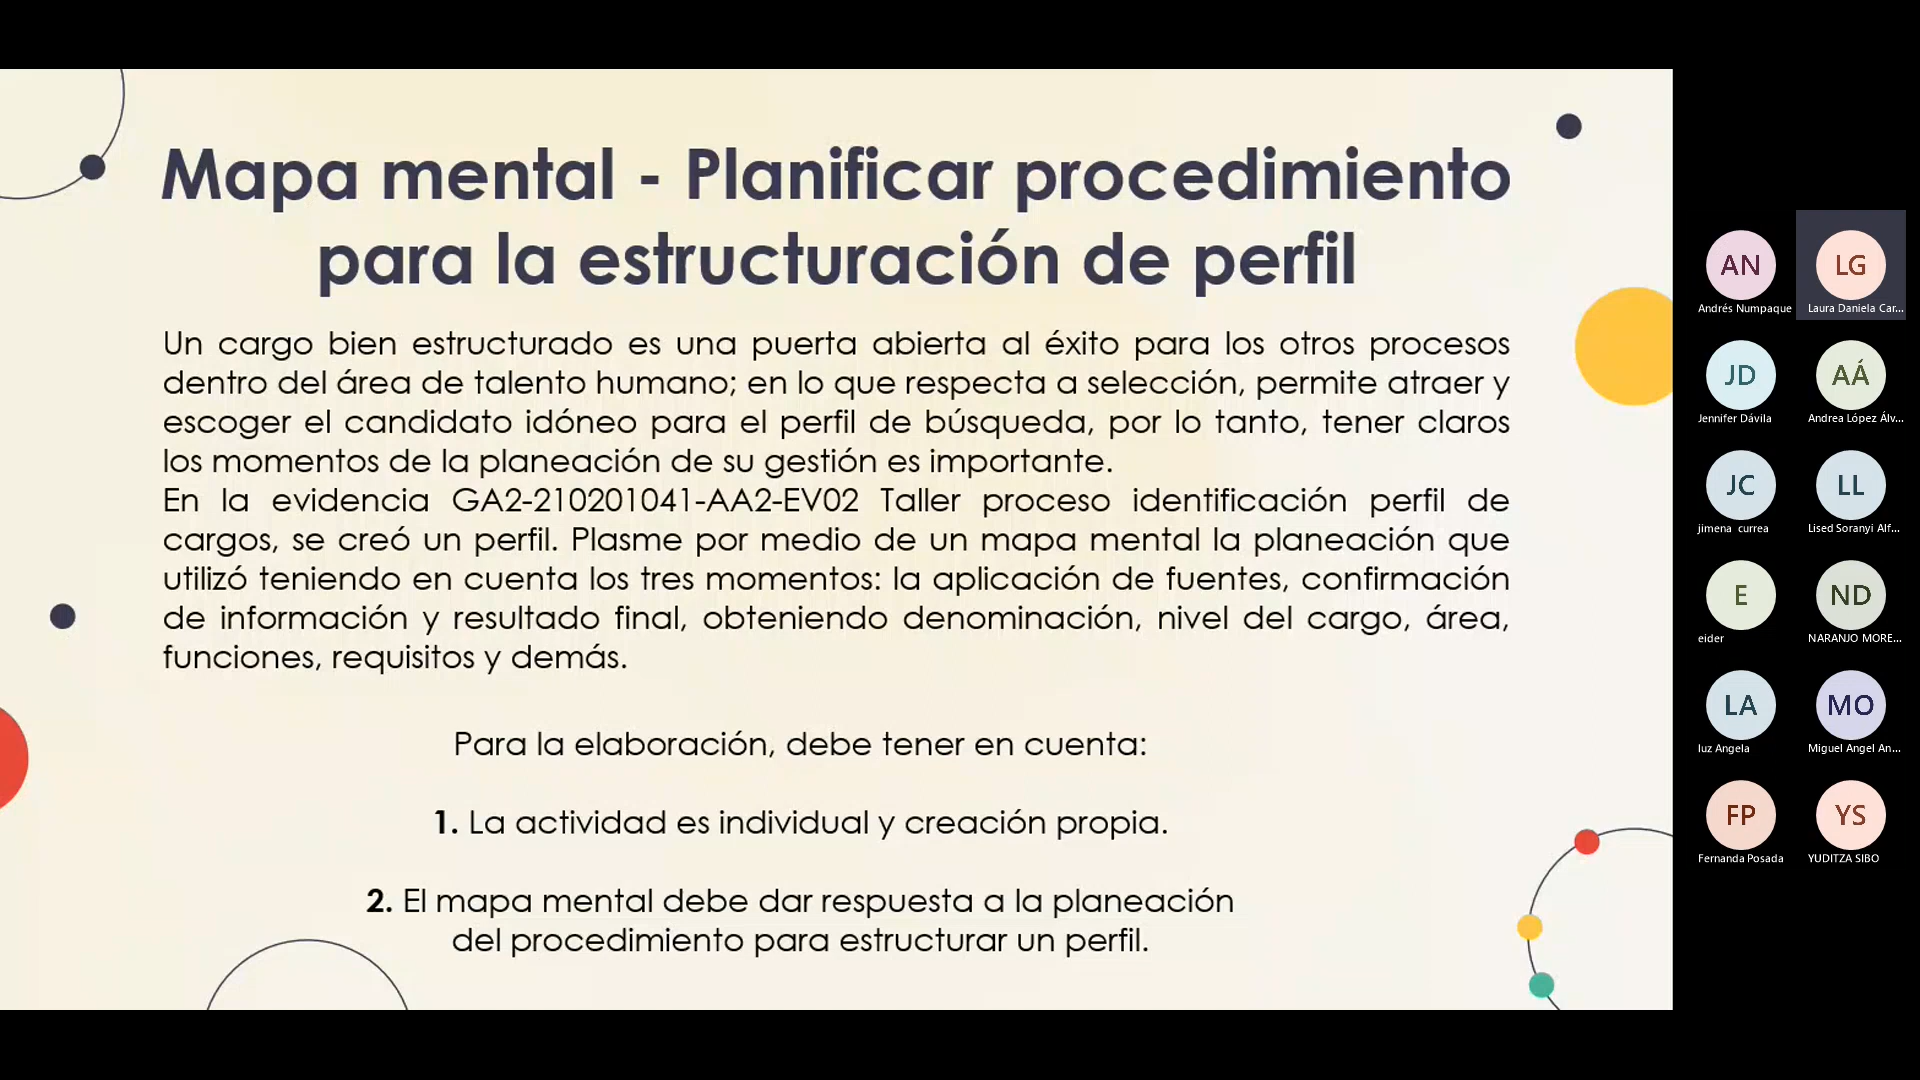 Mapa mental - Planificar procedimiento
para la estructuración de perfil
Un cargo bien estructurado es una puerta abierta al éxito para los otros procesos
dentro del área de talento humano; en lo que respecta a selección, permite atraer y
escoger el candidato idóneo para el perfil de búsqueda, por lo tanto, tener claros
los momentos de la planeación de su gestión es importante.
En la evidencia GA2-210201041-AA2-EV02 Taller proceso identificación perfil de
cargos, se creó un perfil. Plasme por medio de un mapa mental la planeación que
utilizó teniendo en cuenta los tres momentos: la aplicación de fuentes, confirmación
de información y resultado final, obteniendo denominación, nivel del cargo, área,
funciones, requisitos y demás.
Para la elaboración, debe tener en cuenta:
1. La actividad es individual y creación propia.
2. El mapa mental debe dar respuesta a la planeación
del procedimiento para estructurar un perfil.
AN
Andrés Numpaque
LG
Laura Daniela Car...
JD
Jennifer Dávila
AÁ
Andrea López Álv...
JC
jimena currea
LL
Lised Soranyi Alf...
E
eider
ND
NARANJO MORE...
LA
luz Angela
MO
Miguel Angel An...
FP
Fernanda Posada
YS
YUDITZA SIBO